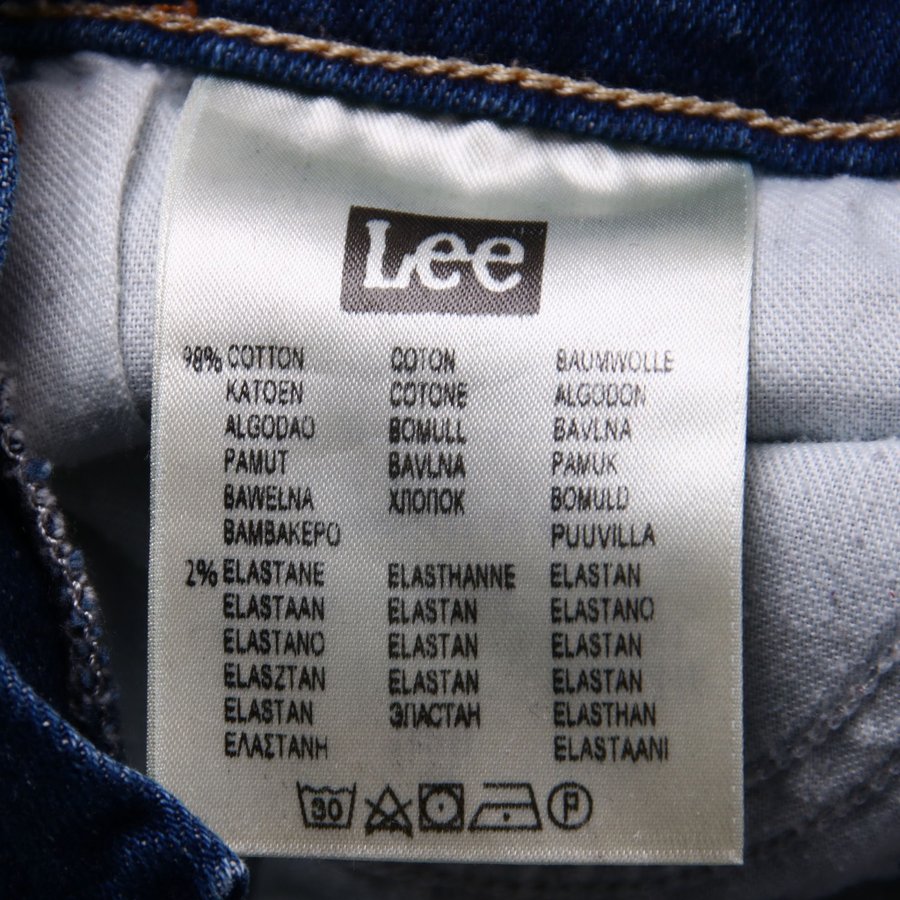 Lee
98% COTTON COTON BAUMWOLLE
KATOEN COTONE ALGODON
ALGODAO BOMULL BAVLNA
PAMUT BAVLNA PAMUK
BAWEŁNA ХЛОПОК BOMULD
BAMBAKEPO PUUVILLA
2% ELASTANE ELASTHANNE ELASTAN
ELASTAAN ELASTAN ELASTANO
ELASTANO ELASTAN ELASTAN
ELASZTAN ELASTAN ELASTAN
ELASTAN ЭЛАСТАН ELASTHAN
ΕΛΑΣΤΑΝΗ ELASTAANI
30 P